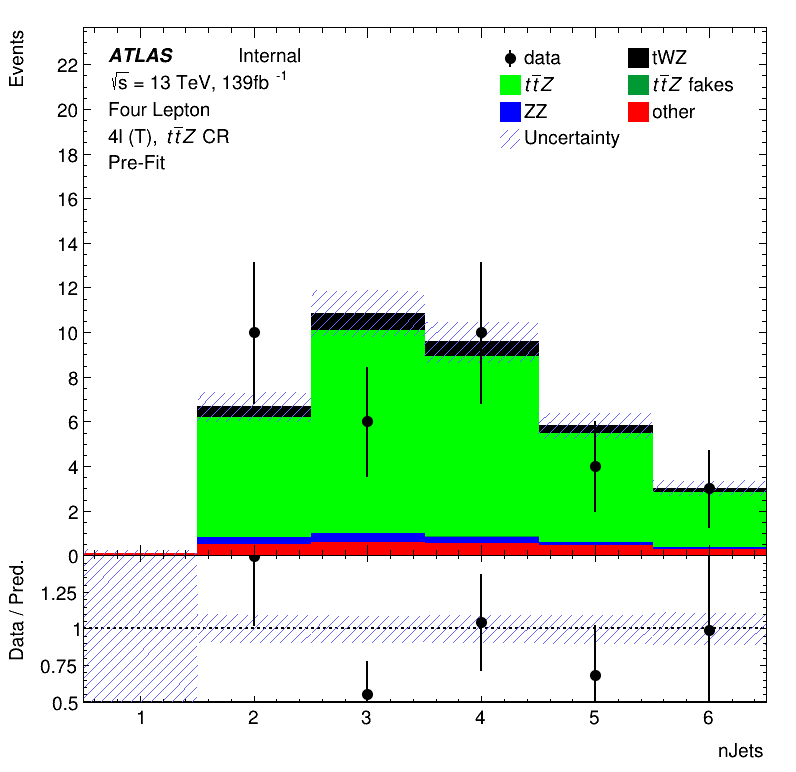 Events
ATLAS Internal
√s = 13 TeV, 139fb⁻¹
Four Lepton
4l (T), tt̄Z CR
Pre-Fit
data
tWZ
tt̄Z
tt̄Z fakes
ZZ
other
Uncertainty
22
20
18
16
14
12
10
8
6
4
2
0
Data / Pred.
1.25
1
0.75
0.5
1 2 3 4 5 6
nJets